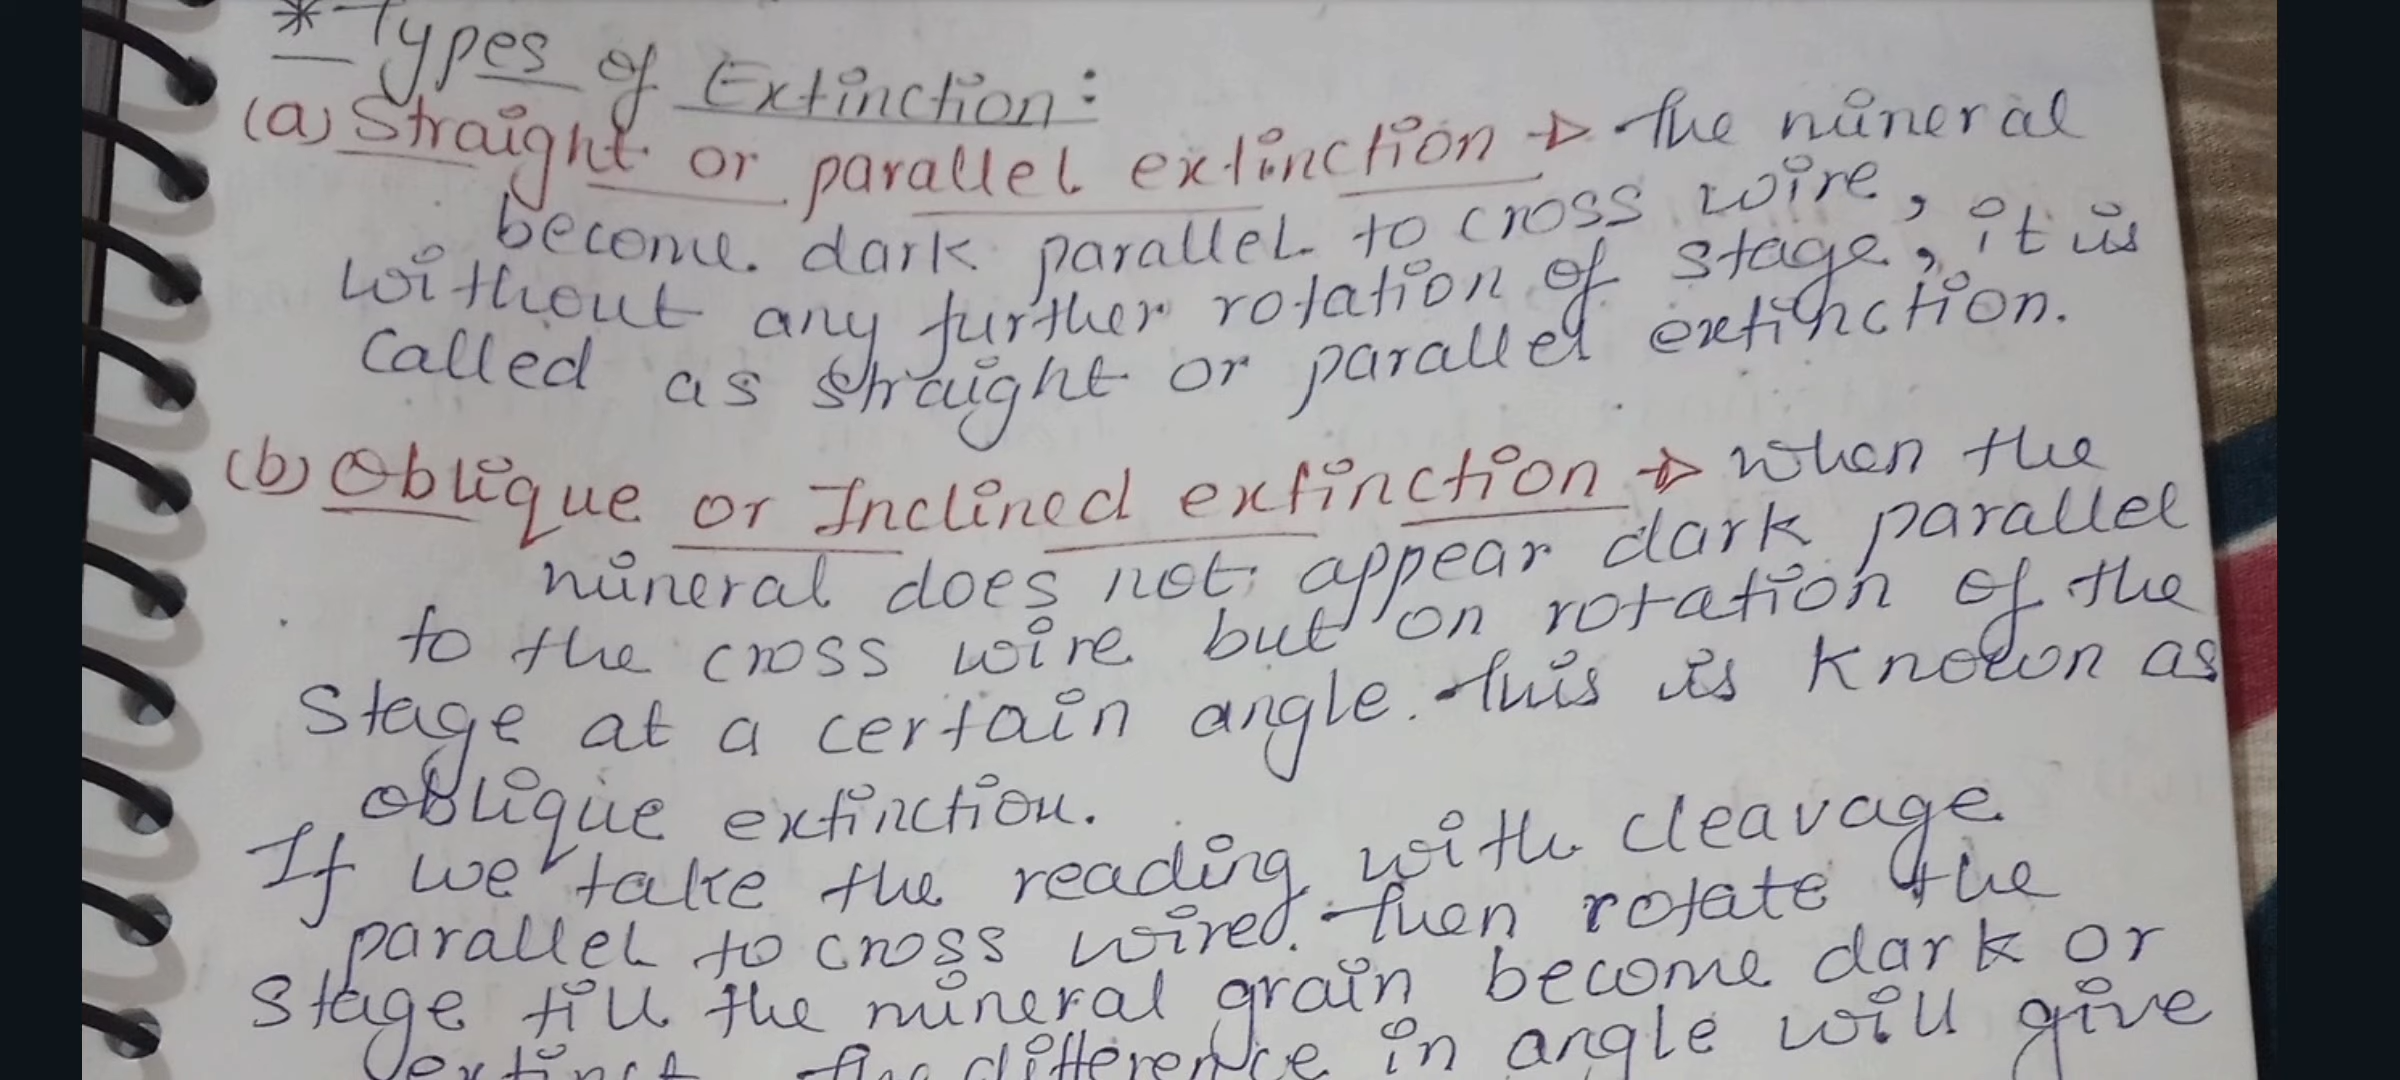 * Types of Extinction:
(a) Straight or parallel extinction → The mineral
become dark parallel to cross wire,
without any further rotation of stage, it is
called as straight or parallel extinction.
(b) Oblique or Inclined extinction → when the
mineral does not appear dark parallel
to the cross wire but on rotation of the
stage at a certain angle. This is known as
oblique extinction.
If we take the reading with cleavage
parallel to cross wired. Then rotate the
stage till the mineral grain become dark or
extinct. The difference in angle will give